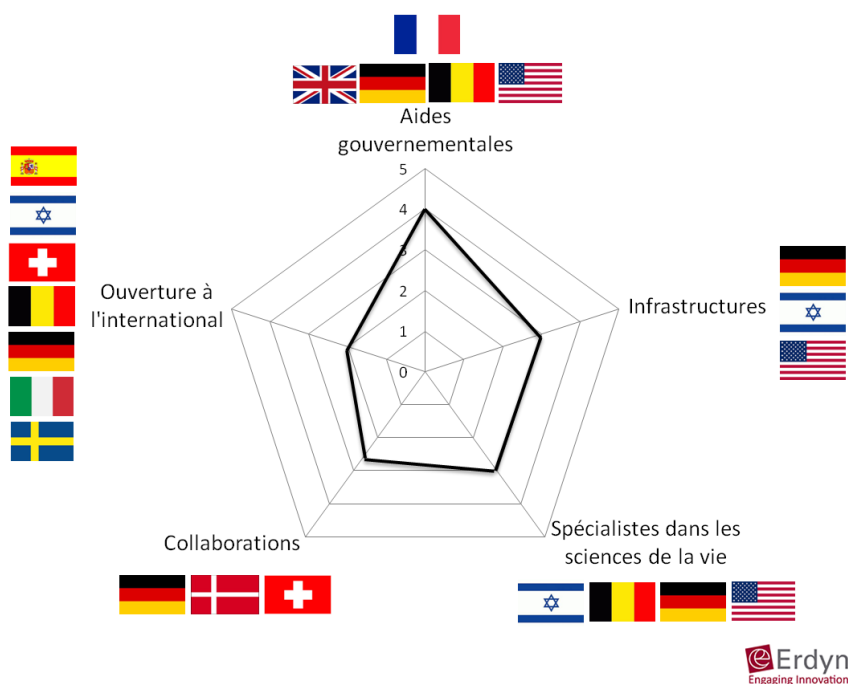 Aides
gouvernementales
5
4
3
2
1
0
Ouverture à
l'international
Infrastructures
Collaborations
Spécialistes dans les
sciences de la vie
e Erdyn
Engaging Innovation